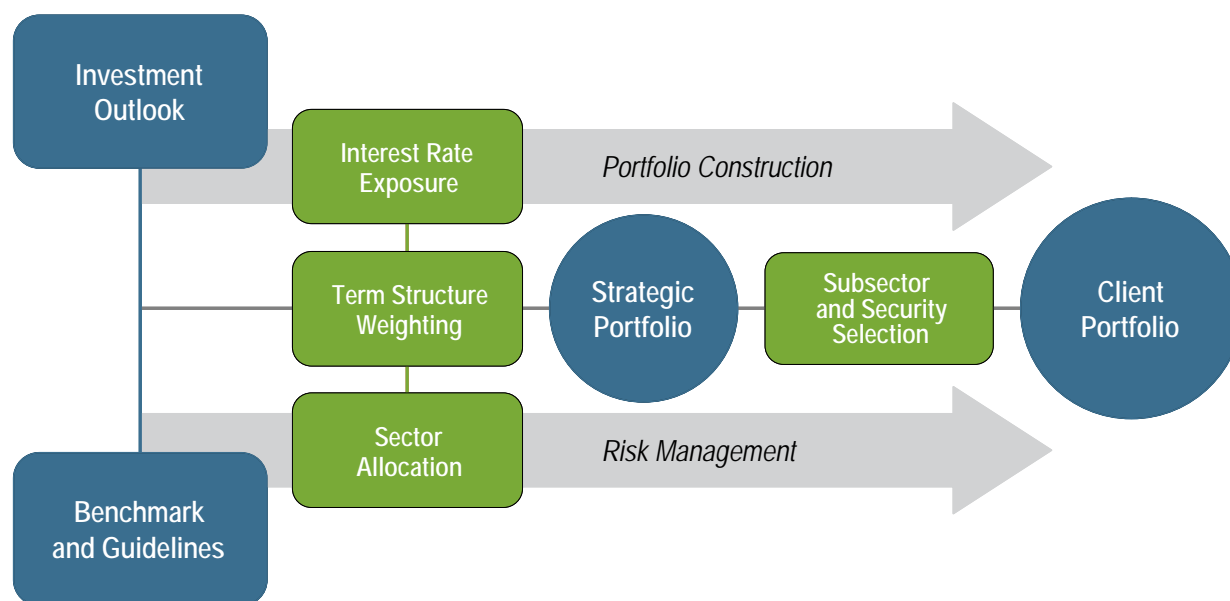 Investment
Outlook
Interest Rate
Exposure
Portfolio Construction
Term Structure
Weighting
Strategic
Portfolio
Subsector
and Security
Selection
Client
Portfolio
Sector
Allocation
Risk Management
Benchmark
and Guidelines